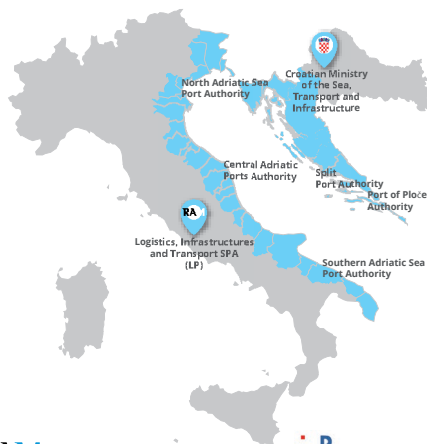 North Adriatic Sea
Port Authority
Croatian Ministry
of the Sea,
Transport and
Infrastructure
Central Adriatic
Ports Authority
Split
Port Authority
Port of Ploče
Authority
RA
Logistics, Infrastructures
and Transport SPA
(LP)
Southern Adriatic Sea
Port Authority